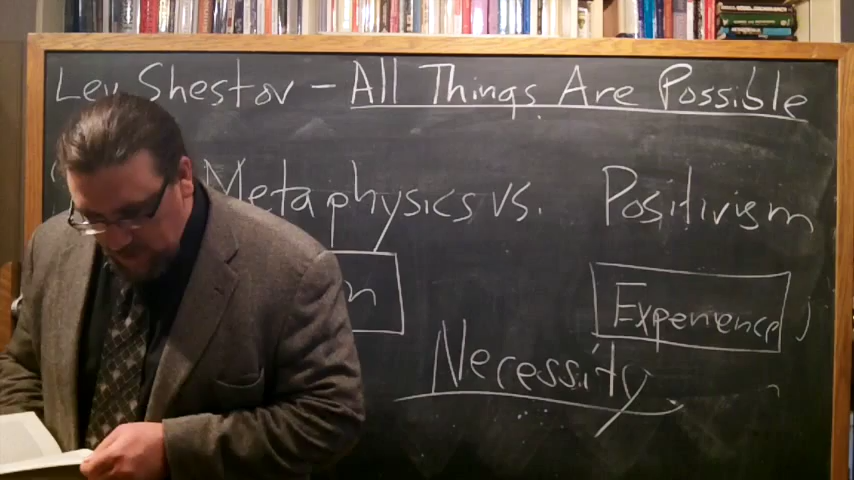 Lev Shestov - All Things Are Possible
Metaphysics vs. Positivism
Experience
Necessity